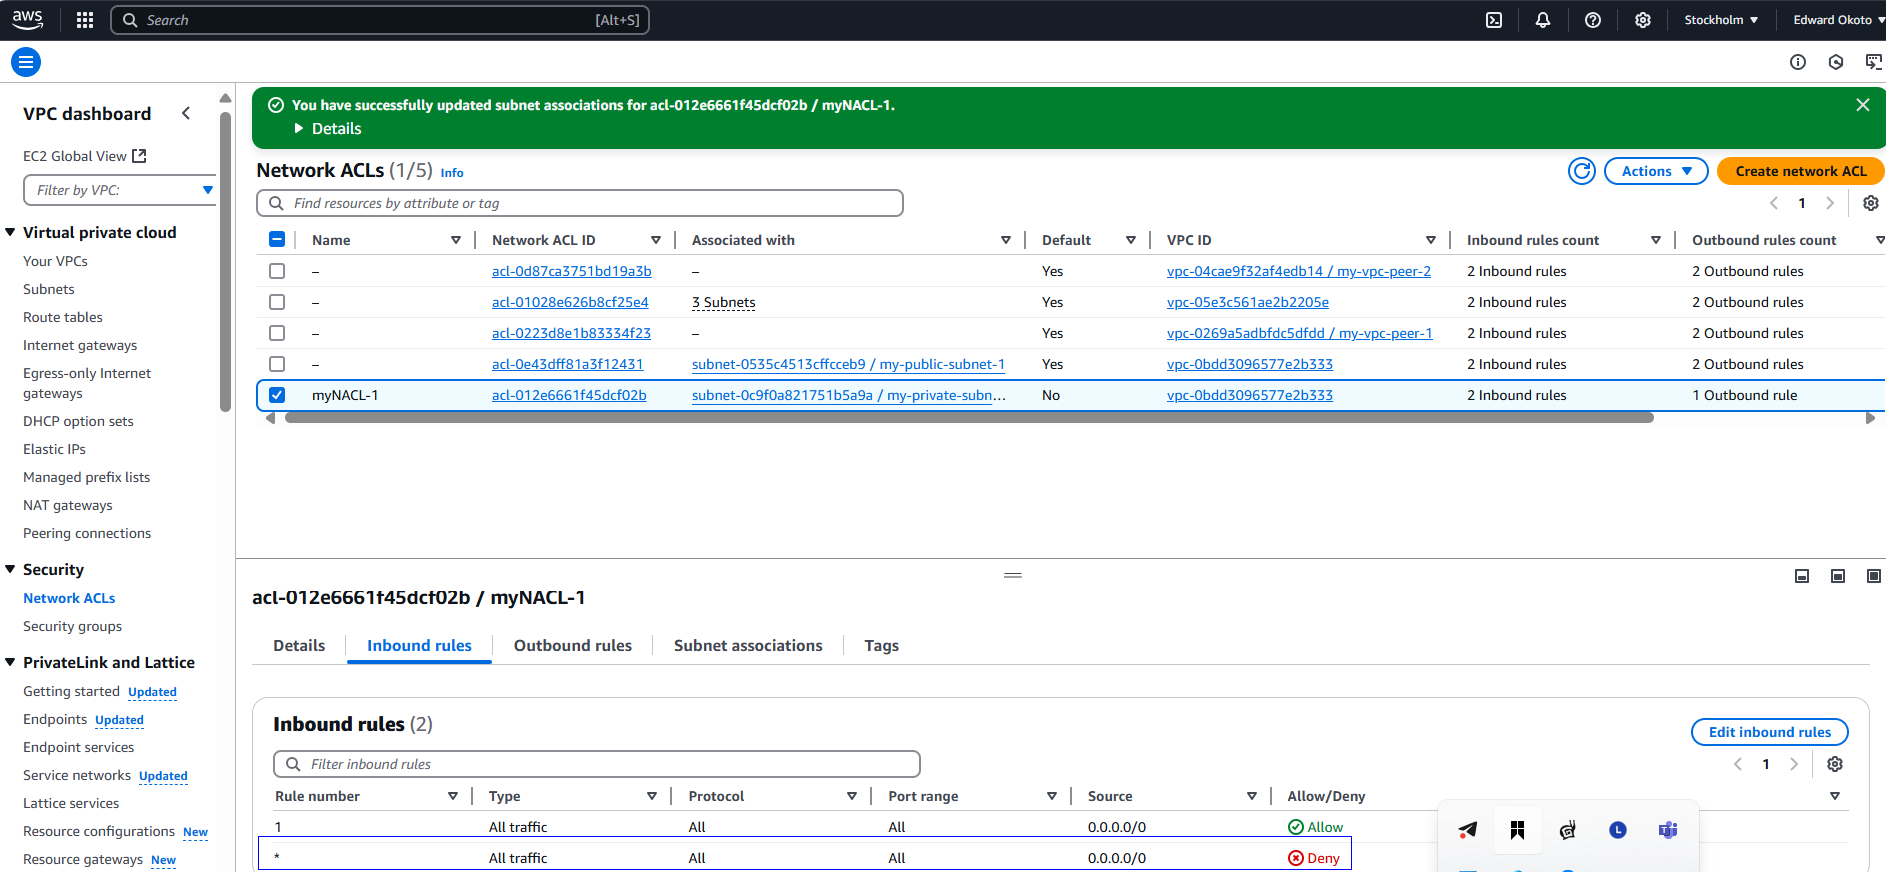 aws
Search [Alt+S]
Stockholm
Edward Okoto
VPC dashboard
EC2 Global View
Filter by VPC:
Virtual private cloud
Your VPCs
Subnets
Route tables
Internet gateways
Egress-only Internet
gateways
DHCP option sets
Elastic IPs
Managed prefix lists
NAT gateways
Peering connections
Security
Network ACLs
Security groups
PrivateLink and Lattice
Getting started Updated
Endpoints Updated
Endpoint services
Service networks Updated
Lattice services
Resource configurations New
Resource gateways New
You have successfully updated subnet associations for acl-012e6661f45dcf02b / myNACL-1.
Details
Network ACLs (1/5) Info
Actions
Create network ACL
Find resources by attribute or tag
1
Name Network ACL ID Associated with Default VPC ID Inbound rules count Outbound rules count
– acl-0d87ca3751bd19a3b – Yes vpc-04cae9f32af4edb14 / my-vpc-peer-2 2 Inbound rules 2 Outbound rules
– acl-01028e626b8cf25e4 3 Subnets Yes vpc-05e3c561ae2b2205e 2 Inbound rules 2 Outbound rules
– acl-0223d8e1b83334f23 – Yes vpc-0269a5adbfdc5dfdd / my-vpc-peer-1 2 Inbound rules 2 Outbound rules
– acl-0e43dff81a3f12431 subnet-0535c4513cffcceb9 / my-public-subnet-1 Yes vpc-0bdd3096577e2b333 2 Inbound rules 2 Outbound rules
myNACL-1 acl-012e6661f45dcf02b subnet-0c9f0a821751b5a9a / my-private-subn… No vpc-0bdd3096577e2b333 2 Inbound rules 1 Outbound rule
acl-012e6661f45dcf02b / myNACL-1
Details Inbound rules Outbound rules Subnet associations Tags
Inbound rules (2)
Edit inbound rules
Filter inbound rules
1
Rule number Type Protocol Port range Source Allow/Deny
1 All traffic All All 0.0.0.0/0 Allow
* All traffic All All 0.0.0.0/0 Deny
L